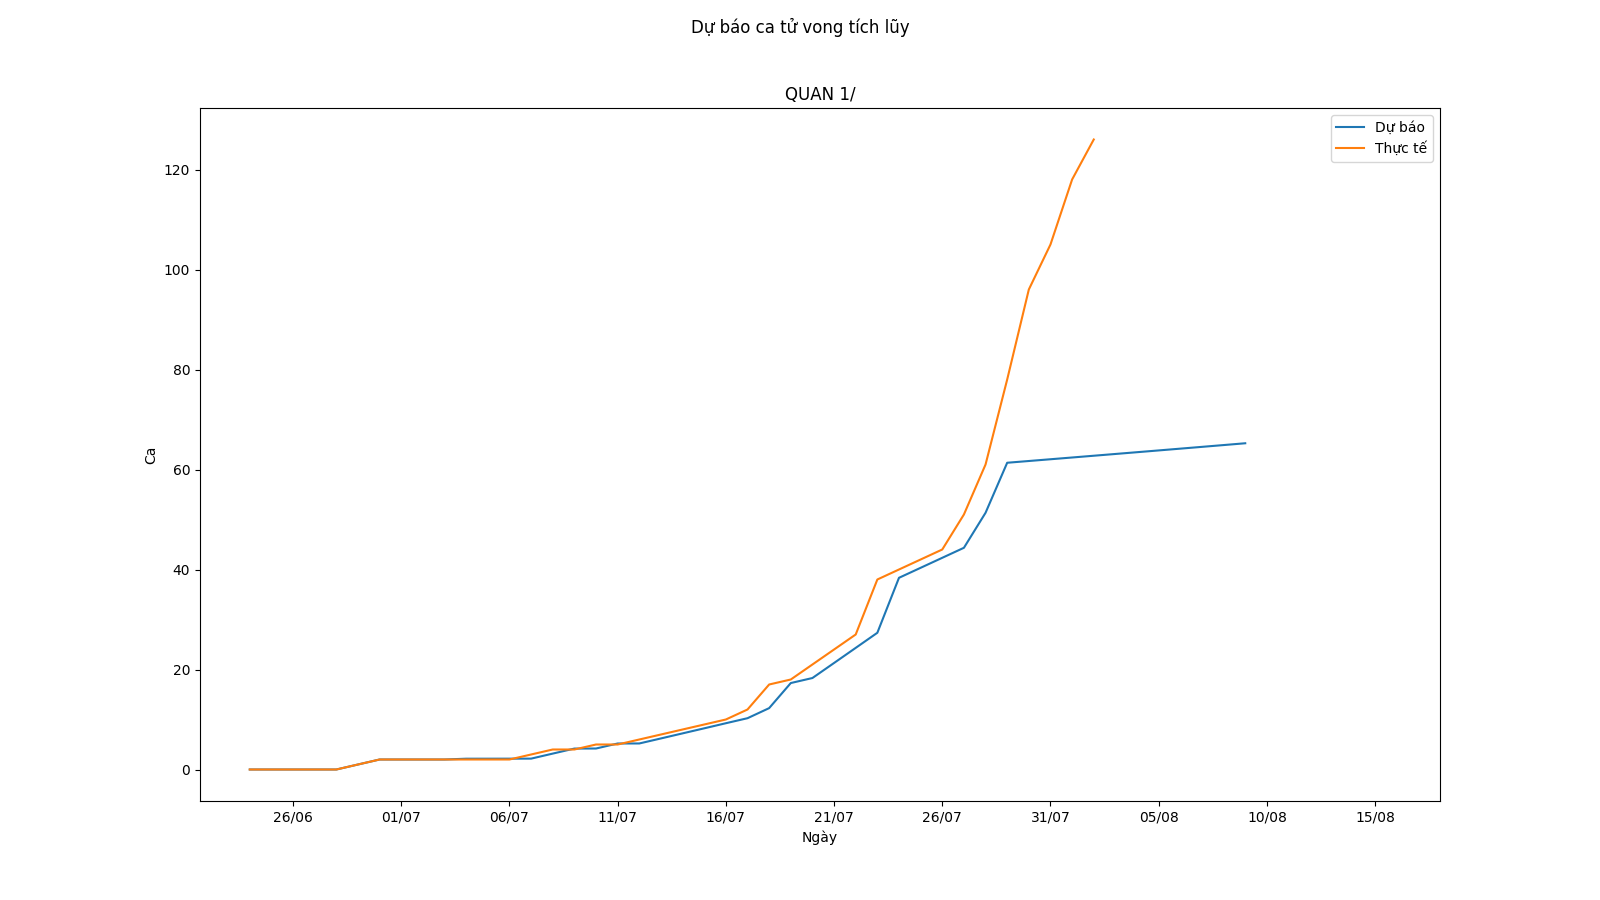 Dự báo ca tử vong tích lũy
QUAN 1/
Dự báo
Thực tế
120
100
80
60
40
20
0
Ca
26/06 01/07 06/07 11/07 16/07 21/07 26/07 31/07 05/08 10/08 15/08
Ngày